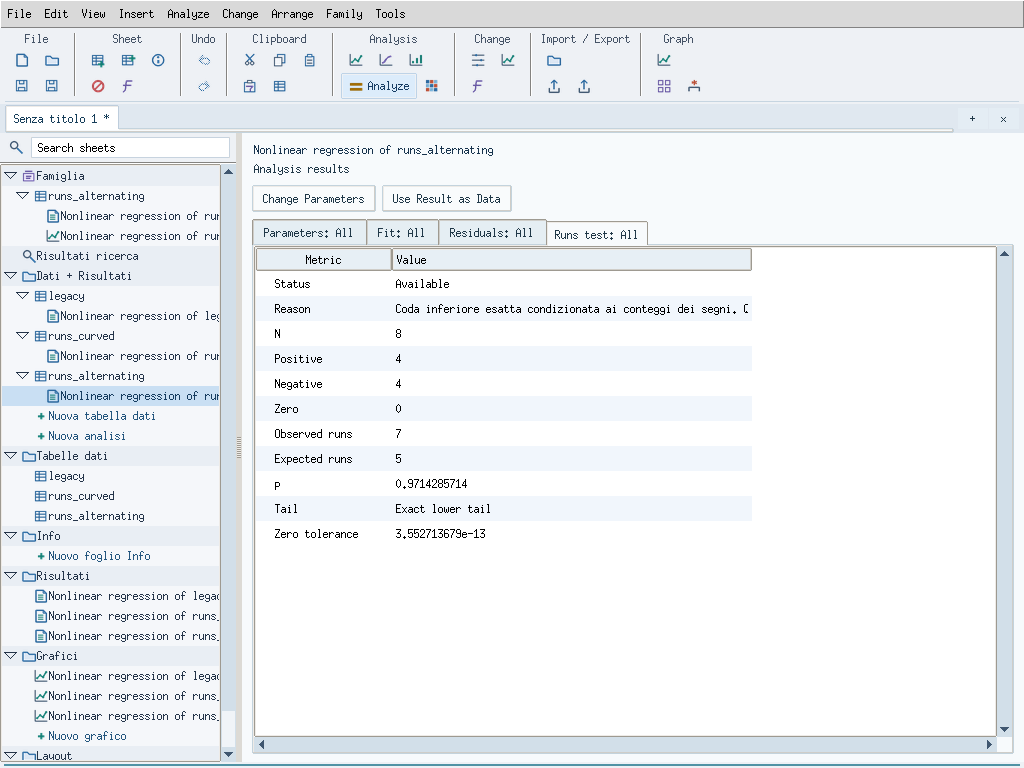 File Edit View Insert Analyze Change Arrange Family Tools
File Sheet Undo Clipboard Analysis Change Import / Export Graph
Analyze
Senza titolo 1 *
+ ×
Search sheets
Famiglia
runs_alternating
Nonlinear regression of
Nonlinear regression of
Risultati ricerca
Dati + Risultati
legacy
Nonlinear regression of
runs_curved
Nonlinear regression of
runs_alternating
Nonlinear regression of
+ Nuova tabella dati
+ Nuova analisi
Tabelle dati
legacy
runs_curved
runs_alternating
Info
+ Nuovo foglio Info
Risultati
Nonlinear regression of
Nonlinear regression of runs_
Nonlinear regression of runs_
Grafici
Nonlinear regression of
Nonlinear regression of runs_
Nonlinear regression of runs_
+ Nuovo grafico
Layout
Nonlinear regression of runs_alternating
Analysis results
Change Parameters Use Result as Data
Parameters: All Fit: All Residuals: All Runs test: All
Metric Value
Status Available
Reason Coda inferiore esatta condizionata ai conteggi dei segni.
N 8
Positive 4
Negative 4
Zero 0
Observed runs 7
Expected runs 5
p 0.9714285714
Tail Exact lower tail
Zero tolerance 3.552713679e-13